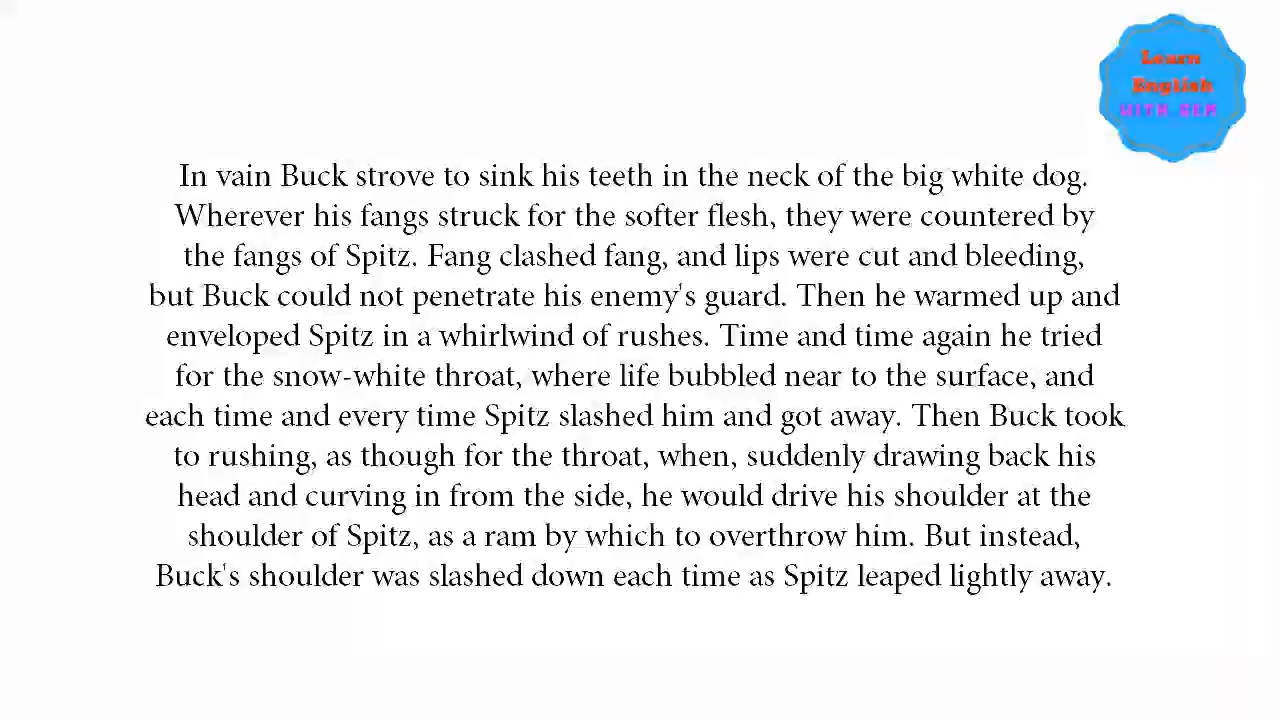 Learn
English
WITH-GEM
In vain Buck strove to sink his teeth in the neck of the big white dog.
Wherever his fangs struck for the softer flesh, they were countered by
the fangs of Spitz. Fang clashed fang, and lips were cut and bleeding,
but Buck could not penetrate his enemy's guard. Then he warmed up and
enveloped Spitz in a whirlwind of rushes. Time and time again he tried
for the snow-white throat, where life bubbled near to the surface, and
each time and every time Spitz slashed him and got away. Then Buck took
to rushing, as though for the throat, when, suddenly drawing back his
head and curving in from the side, he would drive his shoulder at the
shoulder of Spitz, as a ram by which to overthrow him. But instead,
Buck's shoulder was slashed down each time as Spitz leaped lightly away.